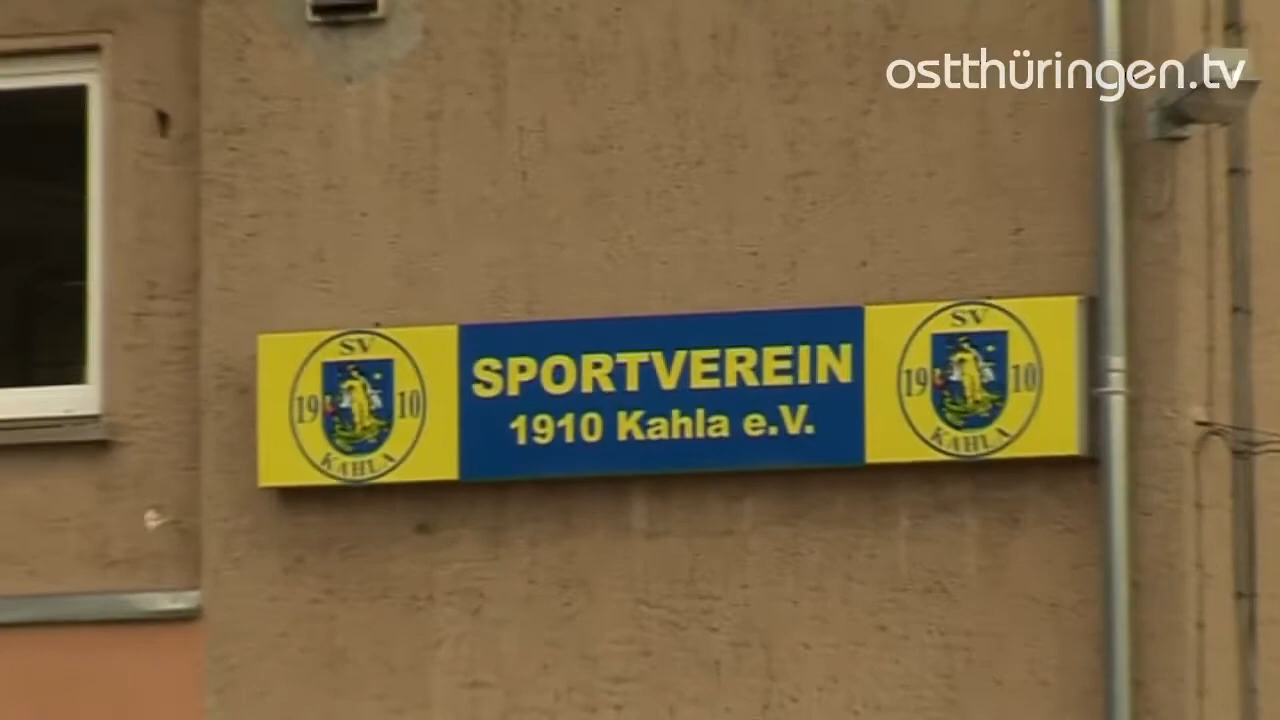 ostthüringen.tv
SV
19 10
KAHLA
SPORTVEREIN
1910 Kahla e.V.
SV
19 10
KAHLA